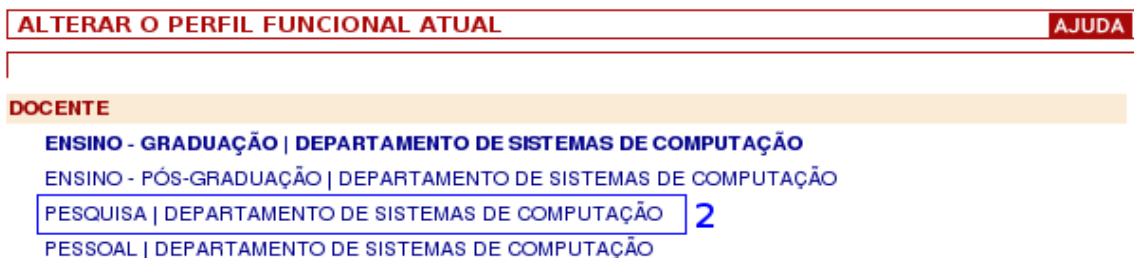 ALTERAR O PERFIL FUNCIONAL ATUAL AJUDA
DOCENTE
ENSINO - GRADUAÇÃO | DEPARTAMENTO DE SISTEMAS DE COMPUTAÇÃO
ENSINO - PÓS-GRADUAÇÃO | DEPARTAMENTO DE SISTEMAS DE COMPUTAÇÃO
PESQUISA | DEPARTAMENTO DE SISTEMAS DE COMPUTAÇÃO 2
PESSOAL | DEPARTAMENTO DE SISTEMAS DE COMPUTAÇÃO